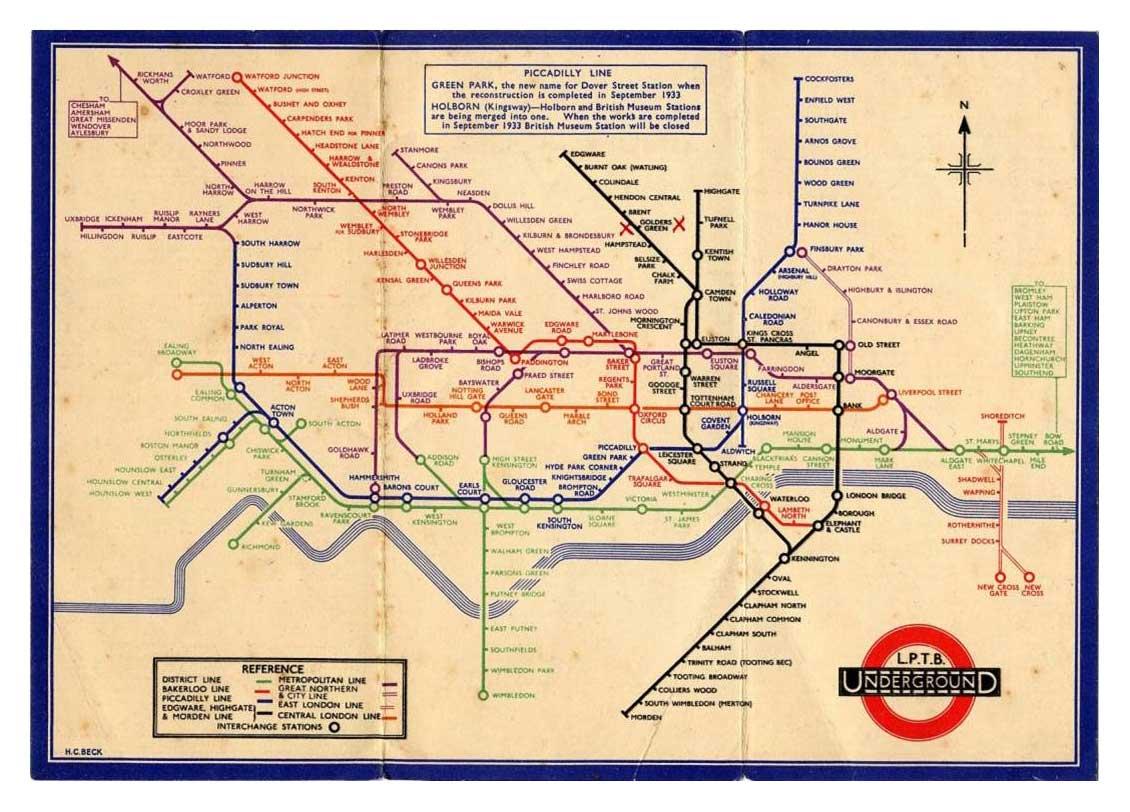 PICCADILLY LINE
GREEN PARK, the new name for Dover Street Station when
the reconstruction is completed in September 1933
HOLBORN (Kingsway)—Holborn and British Museum Stations
are being merged into one. When the works are completed
in September 1933 British Museum Station will be closed
RICKMANS
WORTH
WATFORD
CROXLEY GREEN
TO
CHESHAM
AMERSHAM
GREAT MISSENDEN
WENDOVER
AYLESBURY
MOOR PARK
& SANDY LODGE
NORTHWOOD
PINNER
NORTH
HARROW
HARROW
ON THE HILL
WATFORD JUNCTION
WATFORD (HIGH STREET)
BUSHEY AND OXHEY
CARPENDERS PARK
HATCH END FOR PINNER
HEADSTONE LANE
HARROW &
WEALDSTONE
KENTON
SOUTH
KENTON
NORTHWICK
PARK
PRESTON
ROAD
NORTH
WEMBLEY
WEMBLEY
FOR SUDBURY
STONEBRIDGE
PARK
HARLESDEN
WILLESDEN
JUNCTION
KENSAL GREEN
QUEENS PARK
KILBURN PARK
MAIDA VALE
WARWICK
AVENUE
STANMORE
CANONS PARK
KINGSBURY
NEASDEN
WEMBLEY
PARK
DOLLIS HILL
WILLESDEN GREEN
KILBURN & BRONDESBURY
WEST HAMPSTEAD
FINCHLEY ROAD
SWISS COTTAGE
MARLBORO ROAD
ST. JOHNS WOOD
EDGWARE
BURNT OAK (WATLING)
COLINDALE
HENDON CENTRAL
BRENT
GOLDERS
GREEN
HAMPSTEAD
BELSIZE
PARK
CHALK
FARM
HIGHGATE
TUFNELL
PARK
KENTISH
TOWN
CAMDEN
TOWN
MORNINGTON
CRESCENT
EUSTON
COCKFOSTERS
ENFIELD WEST
SOUTHGATE
ARNOS GROVE
BOUNDS GREEN
WOOD GREEN
TURNPIKE LANE
MANOR HOUSE
FINSBURY PARK
ARSENAL
(HIGHBURY HILL)
HOLLOWAY
ROAD
CALEDONIAN
ROAD
KINGS CROSS
ST. PANCRAS
DRAYTON PARK
HIGHBURY & ISLINGTON
CANONBURY & ESSEX ROAD
OLD STREET
ANGEL
N
UXBRIDGE
ICKENHAM
RUISLIP
MANOR
RAYNERS
LANE
WEST
HARROW
HILLINGDON
RUISLIP
EASTCOTE
SOUTH HARROW
SUDBURY HILL
SUDBURY TOWN
ALPERTON
PARK ROYAL
NORTH EALING
EALING
BROADWAY
WEST
ACTON
NORTH
ACTON
EAST
ACTON
WOOD
LANE
SHEPHERDS
BUSH
EALING
COMMON
ACTON
TOWN
SOUTH ACTON
SOUTH EALING
NORTHFIELDS
BOSTON MANOR
OSTERLEY
HOUNSLOW EAST
HOUNSLOW CENTRAL
HOUNSLOW WEST
CHISWICK
PARK
TURNHAM
GREEN
GUNNERSBURY
STAMFORD
BROOK
KEW GARDENS
RICHMOND
RAVENSCOURT
PARK
GOLDHAWK
ROAD
HAMMERSMITH
BARONS COURT
WEST
KENSINGTON
LATIMER
ROAD
LADBROKE
GROVE
WESTBOURNE
PARK
ROYAL
OAK
BISHOPS
ROAD
PADDINGTON
EDGWARE
ROAD
MARYLEBONE
BAKER
STREET
PRAED STREET
BAYSWATER
UXBRIDGE
ROAD
HOLLAND
PARK
NOTTING
HILL GATE
QUEENS
ROAD
LANCASTER
GATE
MARBLE
ARCH
BOND
STREET
REGENTS
PARK
OXFORD
CIRCUS
GREAT
PORTLAND
ST.
WARREN
STREET
GOODGE
STREET
TOTTENHAM
COURT ROAD
EUSTON
SQUARE
RUSSELL
SQUARE
FARRINGDON
ALDERSGATE
CHANCERY
LANE
POST
OFFICE
MOORGATE
LIVERPOOL STREET
BANK
HOLBORN
(KINGSWAY)
COVENT
GARDEN
ALDWYCH
ALDGATE
ADDISON
ROAD
HIGH STREET
KENSINGTON
EARLS
COURT
GLOUCESTER
ROAD
SOUTH
KENSINGTON
HYDE PARK CORNER
KNIGHTSBRIDGE
BROMPTON
ROAD
PICCADILLY
GREEN PARK
LEICESTER
SQUARE
STRAND
TRAFALGAR
SQUARE
CHARING
CROSS
TEMPLE
BLACKFRIARS
MANSION
HOUSE
CANNON
STREET
MONUMENT
MARK
LANE
ALDGATE
EAST
ST. MARYS
WHITECHAPEL
STEPNEY
GREEN
MILE
END
BOW
ROAD
TO
BROMLEY
WEST HAM
PLAISTOW
UPTON PARK
EAST HAM
BARKING
UPNEY
BECONTREE
HEATHWAY
DAGENHAM
HORNCHURCH
UPMINSTER
SOUTHEND
SHOREDITCH
SHADWELL
WAPPING
ROTHERHITHE
SURREY DOCKS
NEW CROSS
GATE
NEW
CROSS
SLOANE
SQUARE
VICTORIA
ST. JAMES
PARK
WESTMINSTER
WATERLOO
LAMBETH
NORTH
LONDON BRIDGE
BOROUGH
ELEPHANT
& CASTLE
KENNINGTON
OVAL
STOCKWELL
CLAPHAM NORTH
CLAPHAM COMMON
CLAPHAM SOUTH
BALHAM
TRINITY ROAD (TOOTING BEC)
TOOTING BROADWAY
COLLIERS WOOD
SOUTH WIMBLEDON (MERTON)
MORDEN
WEST
BROMPTON
WALHAM GREEN
PARSONS GREEN
PUTNEY BRIDGE
EAST PUTNEY
SOUTHFIELDS
WIMBLEDON PARK
WIMBLEDON
REFERENCE
DISTRICT LINE
BAKERLOO LINE
PICCADILLY LINE
EDGWARE, HIGHGATE
& MORDEN LINE
METROPOLITAN LINE
GREAT NORTHERN
& CITY LINE
EAST LONDON LINE
CENTRAL LONDON LINE
INTERCHANGE STATIONS
L.P.T.B.
UNDERGROUND
H.C.BECK